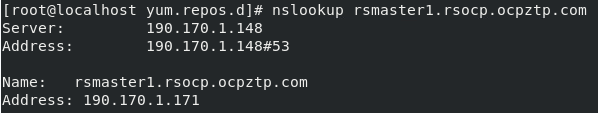 [root@localhost yum.repos.d]# nslookup rsmaster1.rsocp.ocpztp.com
Server:         190.170.1.148
Address:        190.170.1.148#53

Name:   rsmaster1.rsocp.ocpztp.com
Address: 190.170.1.171